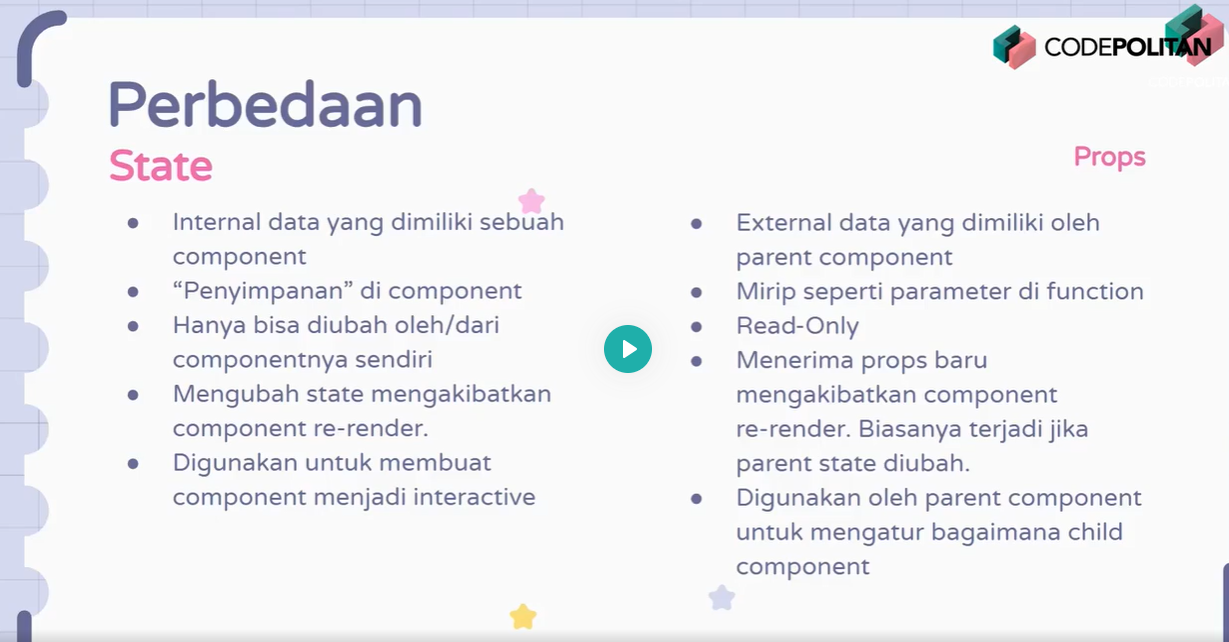 CODEPOLITAN
Perbedaan
State
● Internal data yang dimiliki sebuah
component
● “Penyimpanan” di component
● Hanya bisa diubah oleh/dari
componentnya sendiri
● Mengubah state mengakibatkan
component re-render.
● Digunakan untuk membuat
component menjadi interactive
Props
● External data yang dimiliki oleh
parent component
● Mirip seperti parameter di function
● Read-Only
● Menerima props baru
mengakibatkan component
re-render. Biasanya terjadi jika
parent state diubah.
● Digunakan oleh parent component
untuk mengatur bagaimana child
component